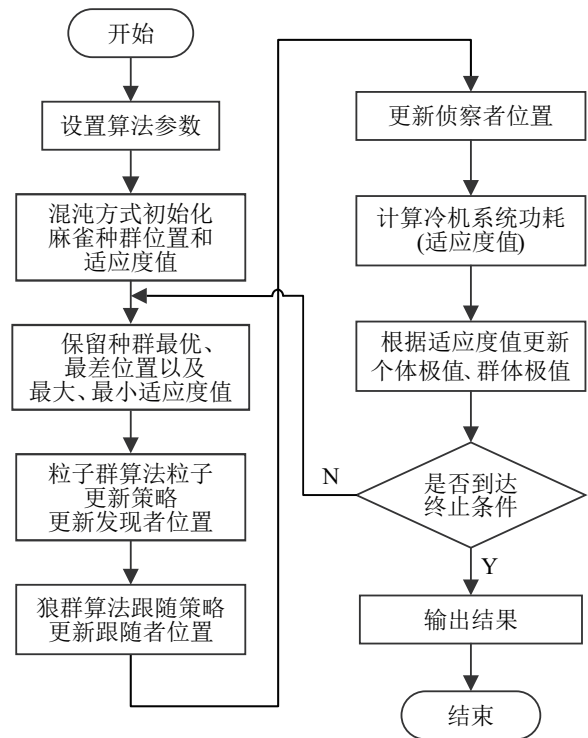 开始
设置算法参数
混沌方式初始化
麻雀种群位置和
适应度值
保留种群最优、
最差位置以及
最大、最小适应度值
粒子群算法粒子
更新策略
更新发现者位置
狼群算法跟随策略
更新跟随者位置
更新侦察者位置
计算冷机系统功耗
(适应度值)
根据适应度值更新
个体极值、群体极值
N
是否到达
终止条件
Y
输出结果
结束